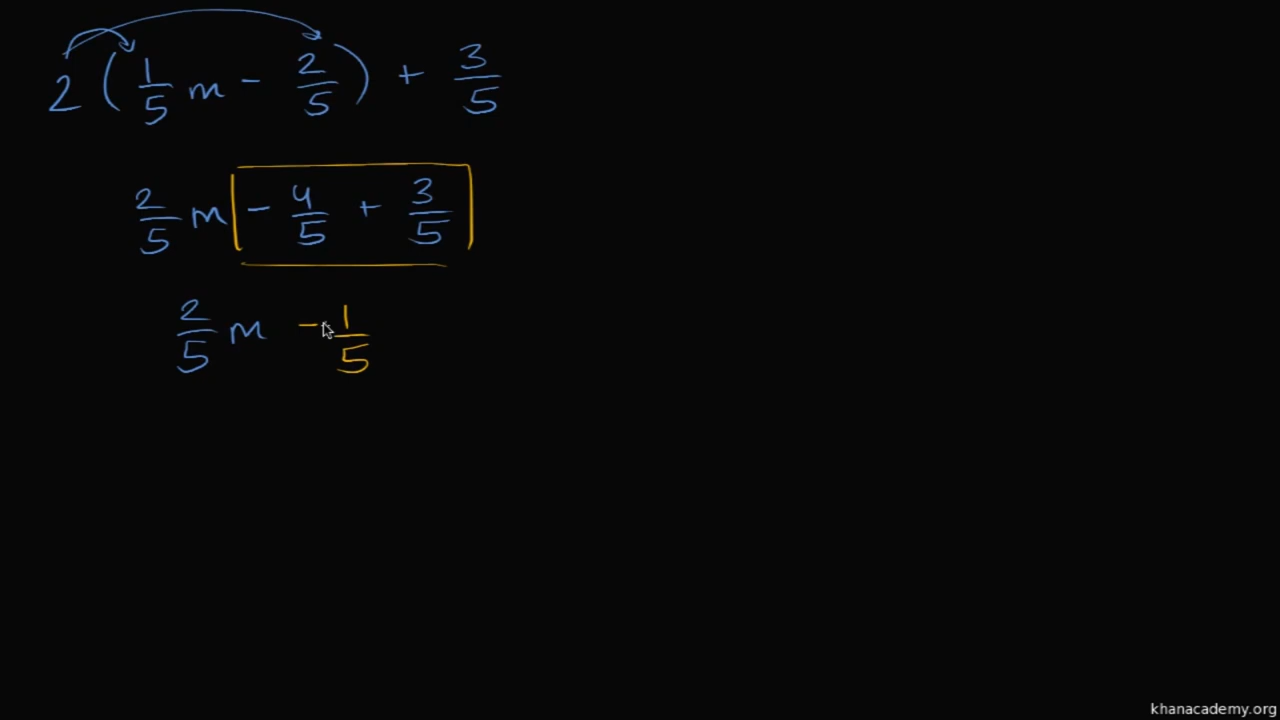 2 ( 1/5 m - 2/5 ) + 3/5
2/5 m - 4/5 + 3/5
2/5 m - 1/5
khanacademy.org